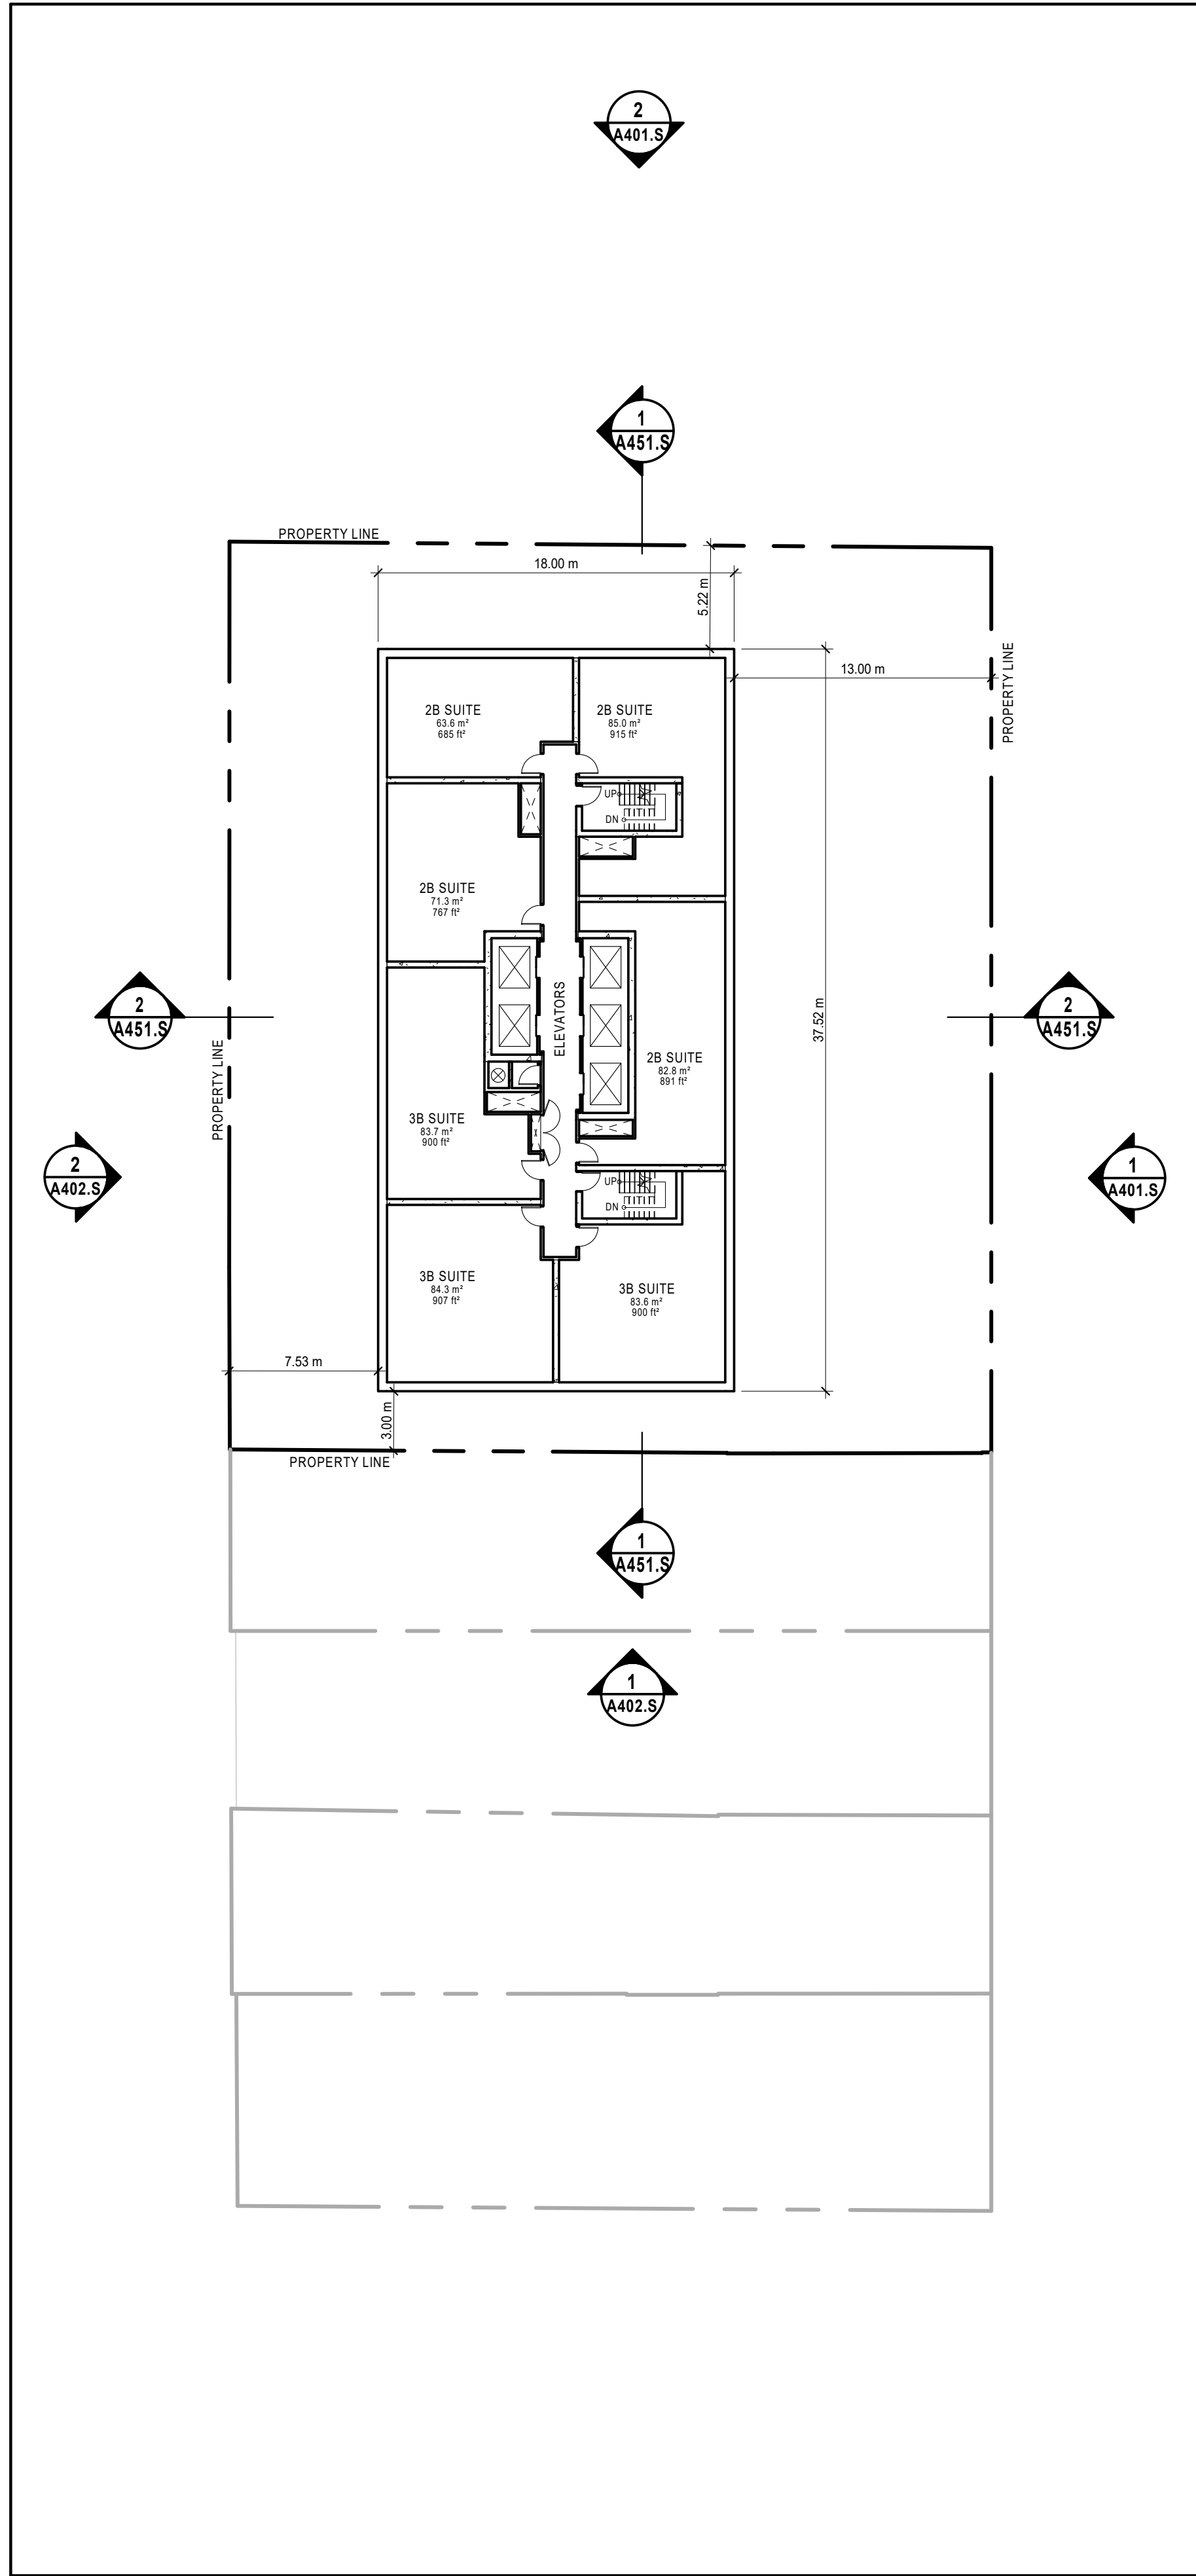 2
A401.S
1
A451.S
PROPERTY LINE
18.00 m
5.22 m
13.00 m
PROPERTY LINE
2B SUITE
63.6 m²
685 ft²
2B SUITE
85.0 m²
915 ft²
UP
DN
2B SUITE
71.3 m²
767 ft²
ELEVATORS
37.52 m
2
A451.S
2
A451.S
2B SUITE
82.8 m²
891 ft²
PROPERTY LINE
3B SUITE
83.7 m²
900 ft²
2
A402.S
1
A401.S
UP
DN
3B SUITE
84.3 m²
907 ft²
3B SUITE
83.6 m²
900 ft²
7.53 m
3.00 m
PROPERTY LINE
1
A451.S
1
A402.S